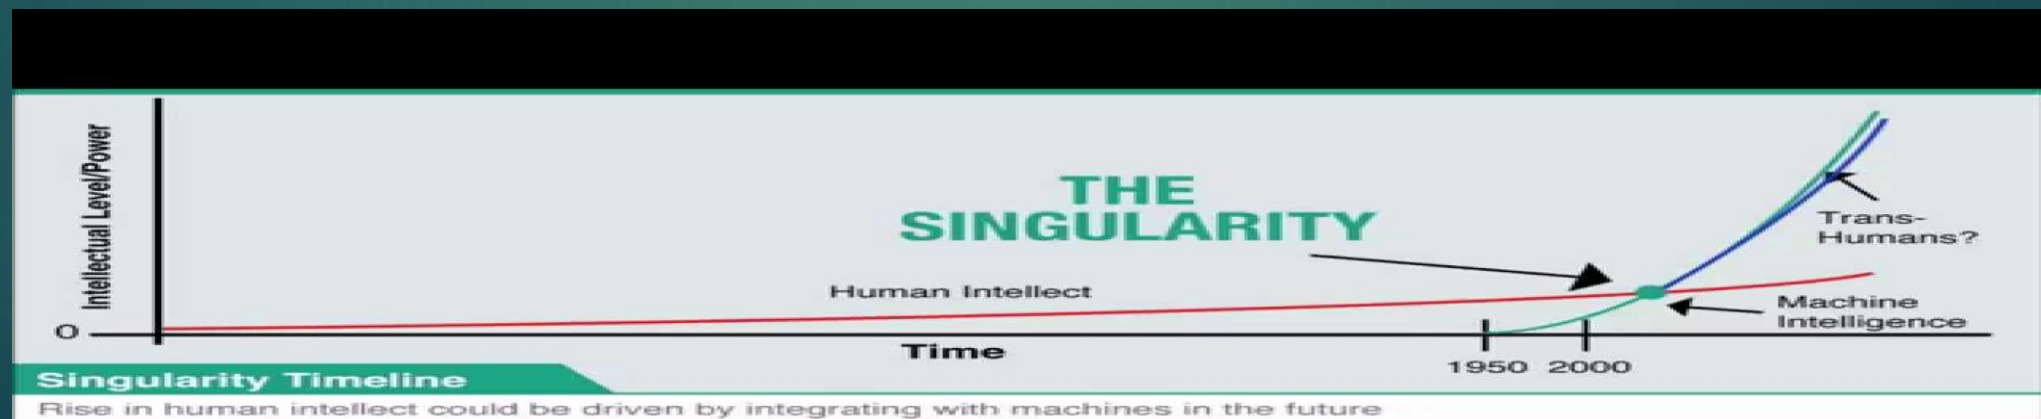 Intellectual Level/Power
THE
SINGULARITY
Trans-
Humans?
Human Intellect
Machine
Intelligence
0
Time
1950 2000
Singularity Timeline
Rise in human intellect could be driven by integrating with machines in the future